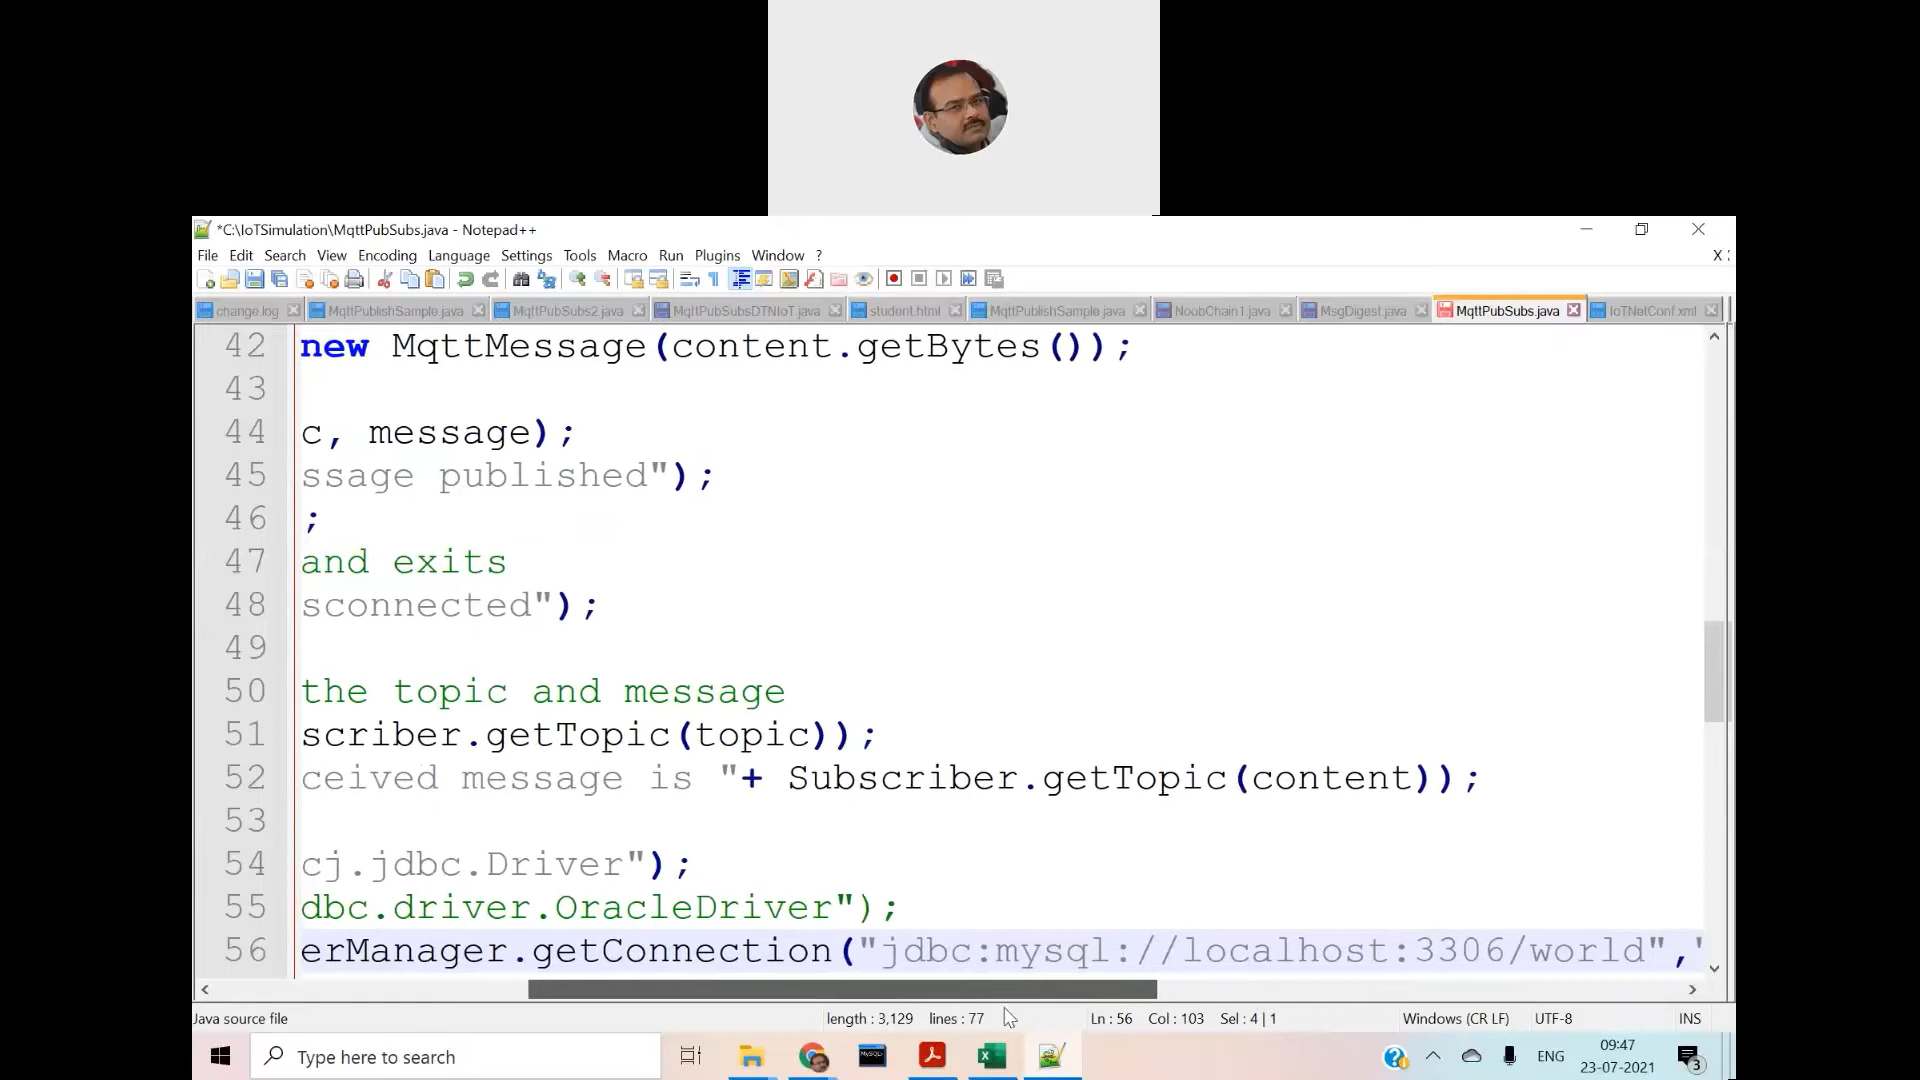 *C:\IoTSimulation\MqttPubSubs.java - Notepad++
File Edit Search View Encoding Language Settings Tools Macro Run Plugins Window ? X
change.log MqttPublishSample.java MqttPubSubs2.java MqttPubSubsDTNIoT.java student.html MqttPublishSample.java NoobChain1.java MsgDigest.java MqttPubSubs.java IoTNetConf.xml
42 new MqttMessage(content.getBytes());
43
44 c, message);
45 ssage published");
46 ;
47 and exits
48 sconnected");
49
50 the topic and message
51 scriber.getTopic(topic));
52 ceived message is "+ Subscriber.getTopic(content));
53
54 cj.jdbc.Driver");
55 dbc.driver.OracleDriver");
56 erManager.getConnection("jdbc:mysql://localhost:3306/world","
Java source file length : 3,129 lines : 77 Ln : 56 Col : 103 Sel : 4 | 1 Windows (CR LF) UTF-8 INS
Type here to search MySQL ENG 09:47
23-07-2021 3